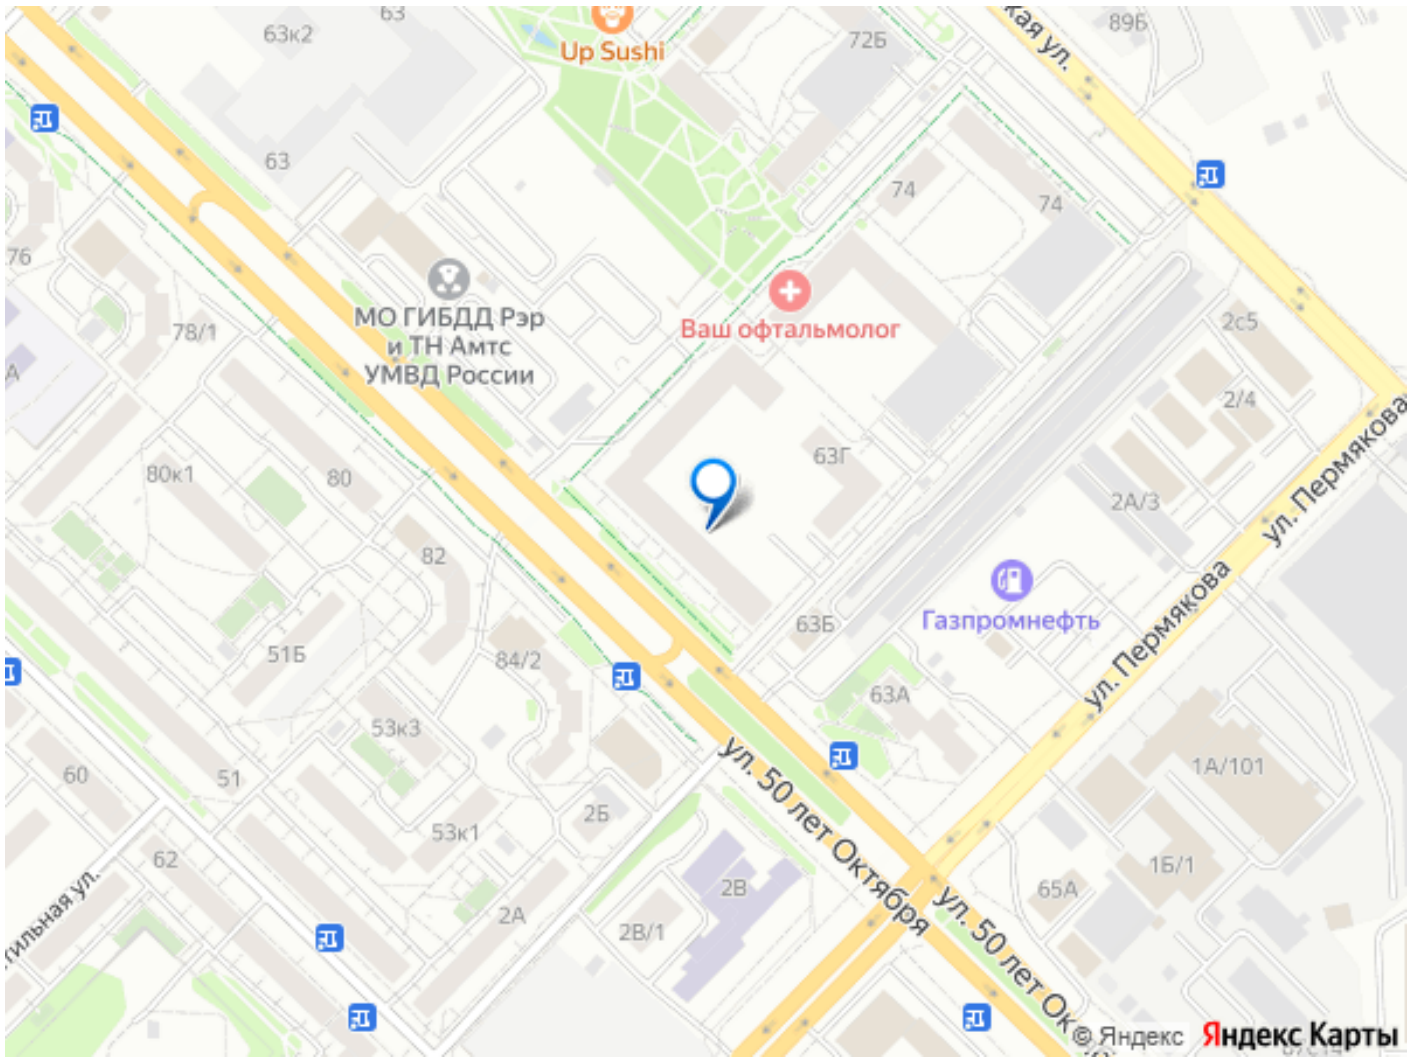 63
63к2
72Б
89Б
кая ул.
Up Sushi
63
74
74
76
МО ГИБДД Рэр
и ТН Амтс
УМВД России
Ваш офтальмолог
78/1
2с5
А
2/4
80к1
80
63Г
2А/3
ул. Пермякова
82
Газпромнефть
63Б
51Б
84/2
ул. Пермякова
63А
53к3
60
51
1А/101
ул. 50 лет Октября
2Б
53к1
62
2В
1Б/1
65А
тильная ул.
2А
2В/1
ул. 50 лет Ок
© Яндекс
Яндекс Карты